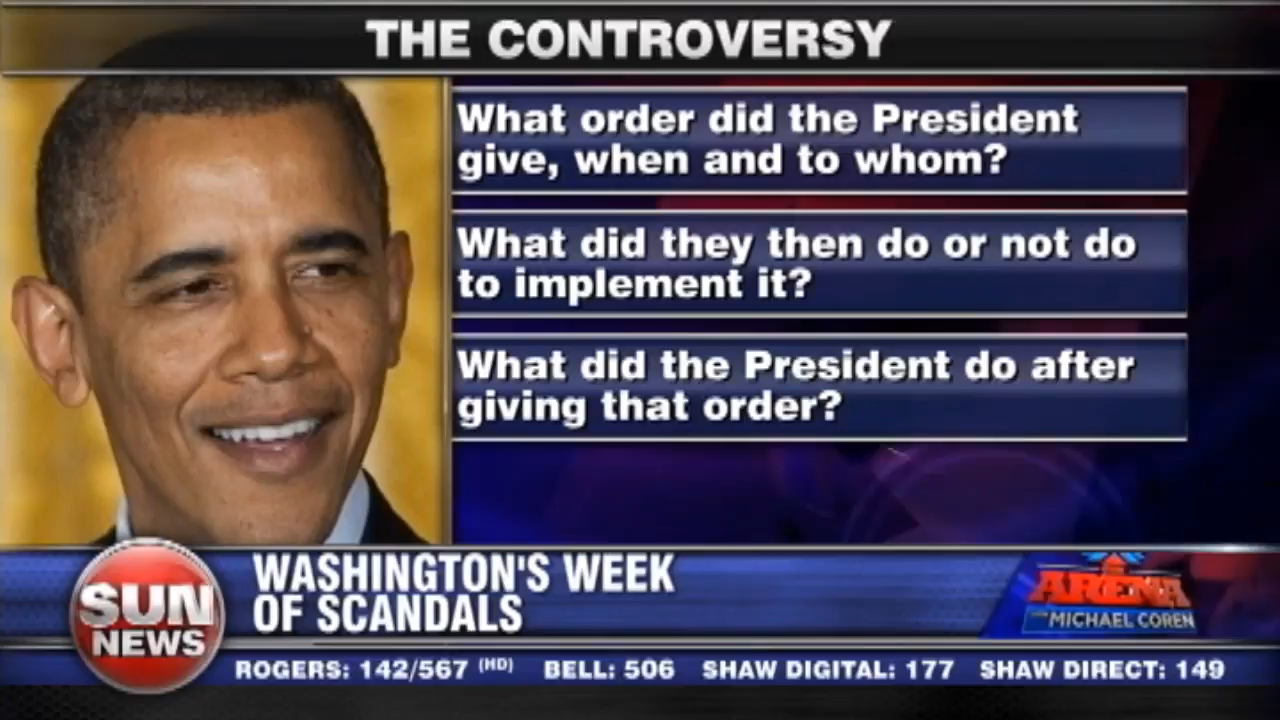 THE CONTROVERSY
What order did the President
give, when and to whom?
What did they then do or not do
to implement it?
What did the President do after
giving that order?
WASHINGTON'S WEEK
OF SCANDALS
SUN
NEWS
ARENA
MICHAEL COREN
ROGERS: 142/567 (HD) BELL: 506 SHAW DIGITAL: 177 SHAW DIRECT: 149